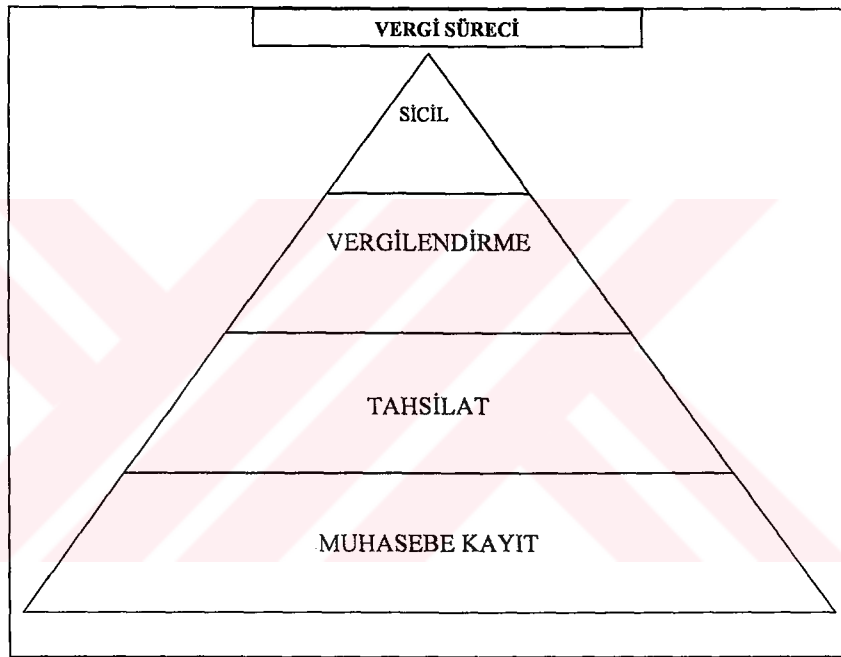 VERGİ SÜRECİ
SİCİL
VERGİLENDİRME
TAHSİLAT
MUHASEBE KAYIT